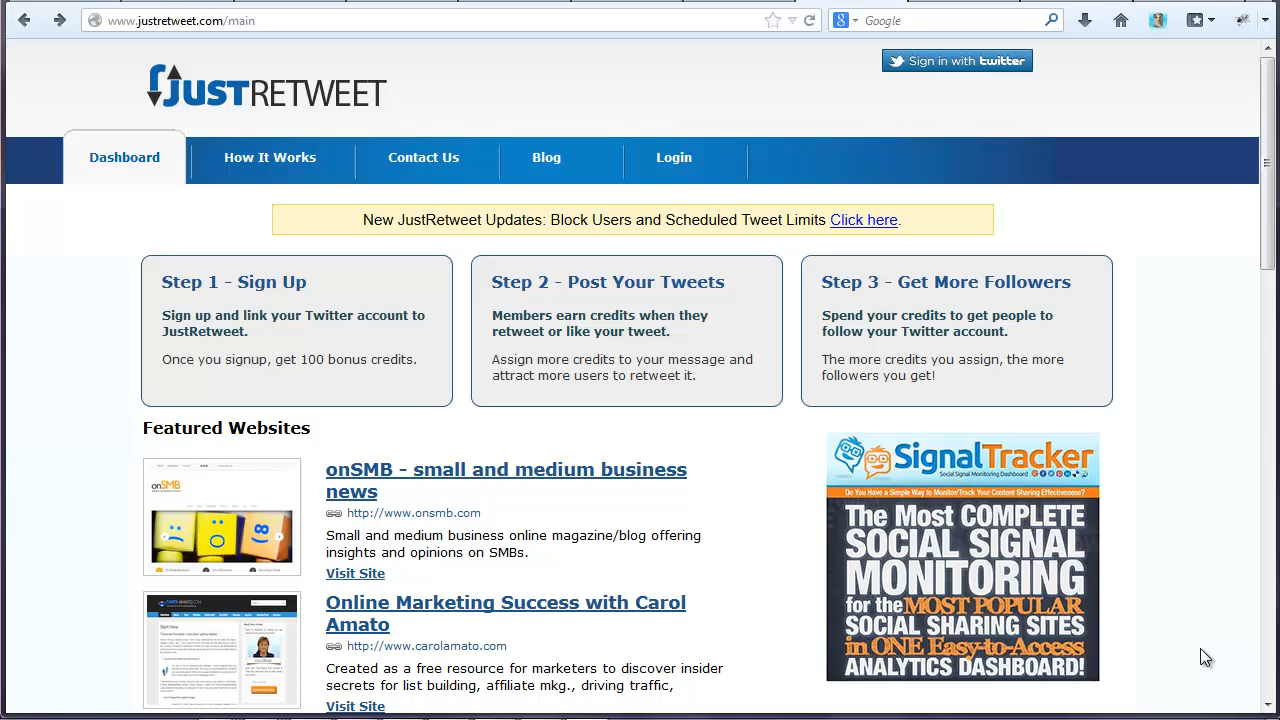 www.justretweet.com/main
Google
Sign in with twitter
JUSTRETWEET
Dashboard
How It Works
Contact Us
Blog
Login
New JustRetweet Updates: Block Users and Scheduled Tweet Limits Click here.
Step 1 - Sign Up
Sign up and link your Twitter account to
JustRetweet.
Once you signup, get 100 bonus credits.
Step 2 - Post Your Tweets
Members earn credits when they
retweet or like your tweet.
Assign more credits to your message and
attract more users to retweet it.
Step 3 - Get More Followers
Spend your credits to get people to
follow your Twitter account.
The more credits you assign, the more
followers you get!
Featured Websites
onSMB
onSMB - small and medium business
news
http://www.onsmb.com
Small and medium business online magazine/blog offering
insights and opinions on SMBs.
Visit Site
Online Marketing Success with Carol
Amato
http://www.carolamato.com
Created as a free resource for marketers to discover insider
secrets for list building, affiliate mkg., driving traffic,
Visit Site
SignalTracker
Social Signal Monitoring Dashboard
Do You Have a Simple Way to Monitor/Track Your Content Sharing Effectiveness?
The Most COMPLETE
SOCIAL SIGNAL
MONITORING
for the MOST POPULAR
SOCIAL SHARING SITES
in ONE Easy-to-Access
ANALYTICS DASHBOARD!